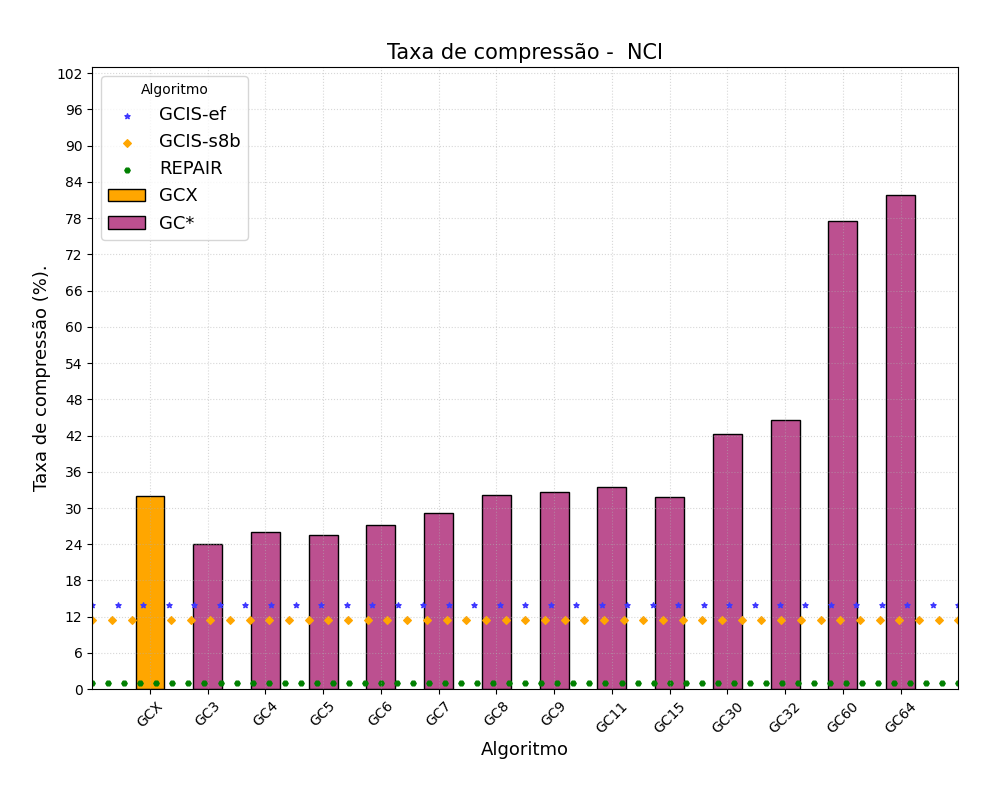 Taxa de compressão -  NCI
Taxa de compressão (%).
102
96
90
84
78
72
66
60
54
48
42
36
30
24
18
12
6
0
Algoritmo
GCIS-ef
GCIS-s8b
REPAIR
GCX
GC*
GCX
GC3
GC4
GC5
GC6
GC7
GC8
GC9
GC11
GC15
GC30
GC32
GC60
GC64
Algoritmo